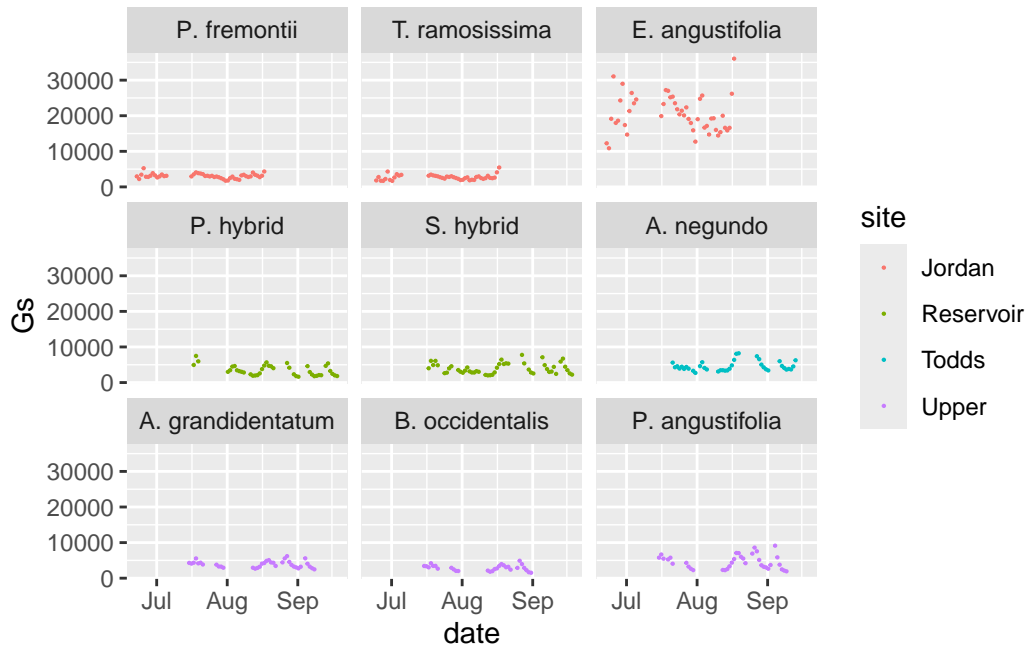 P. fremontii T. ramosissima E. angustifolia
30000
20000
10000
0
P. hybrid S. hybrid A. negundo
30000
20000
10000
0
A. grandidentatum B. occidentalis P. angustifolia
30000
20000
10000
0
Jul Aug Sep Jul Aug Sep Jul Aug Sep
date
Gs
site
Jordan
Reservoir
Todds
Upper